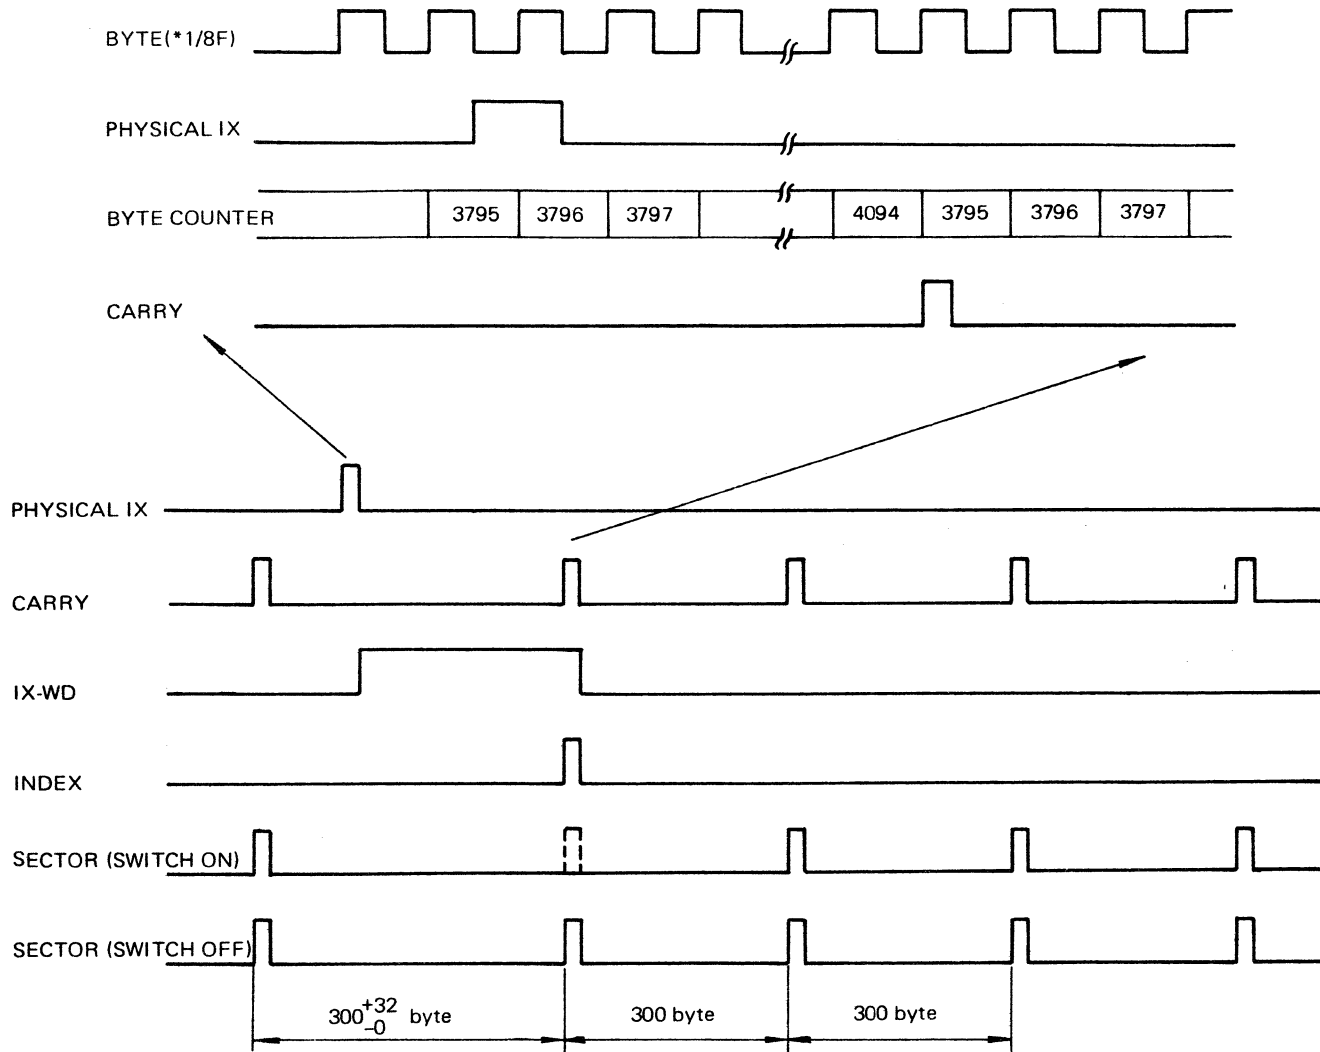 BYTE(*1/8F)
PHYSICAL IX
BYTE COUNTER 3795 3796 3797 4094 3795 3796 3797
CARRY
PHYSICAL IX
CARRY
IX-WD
INDEX
SECTOR (SWITCH ON)
SECTOR (SWITCH OFF)
300 +32 -0 byte 300 byte 300 byte